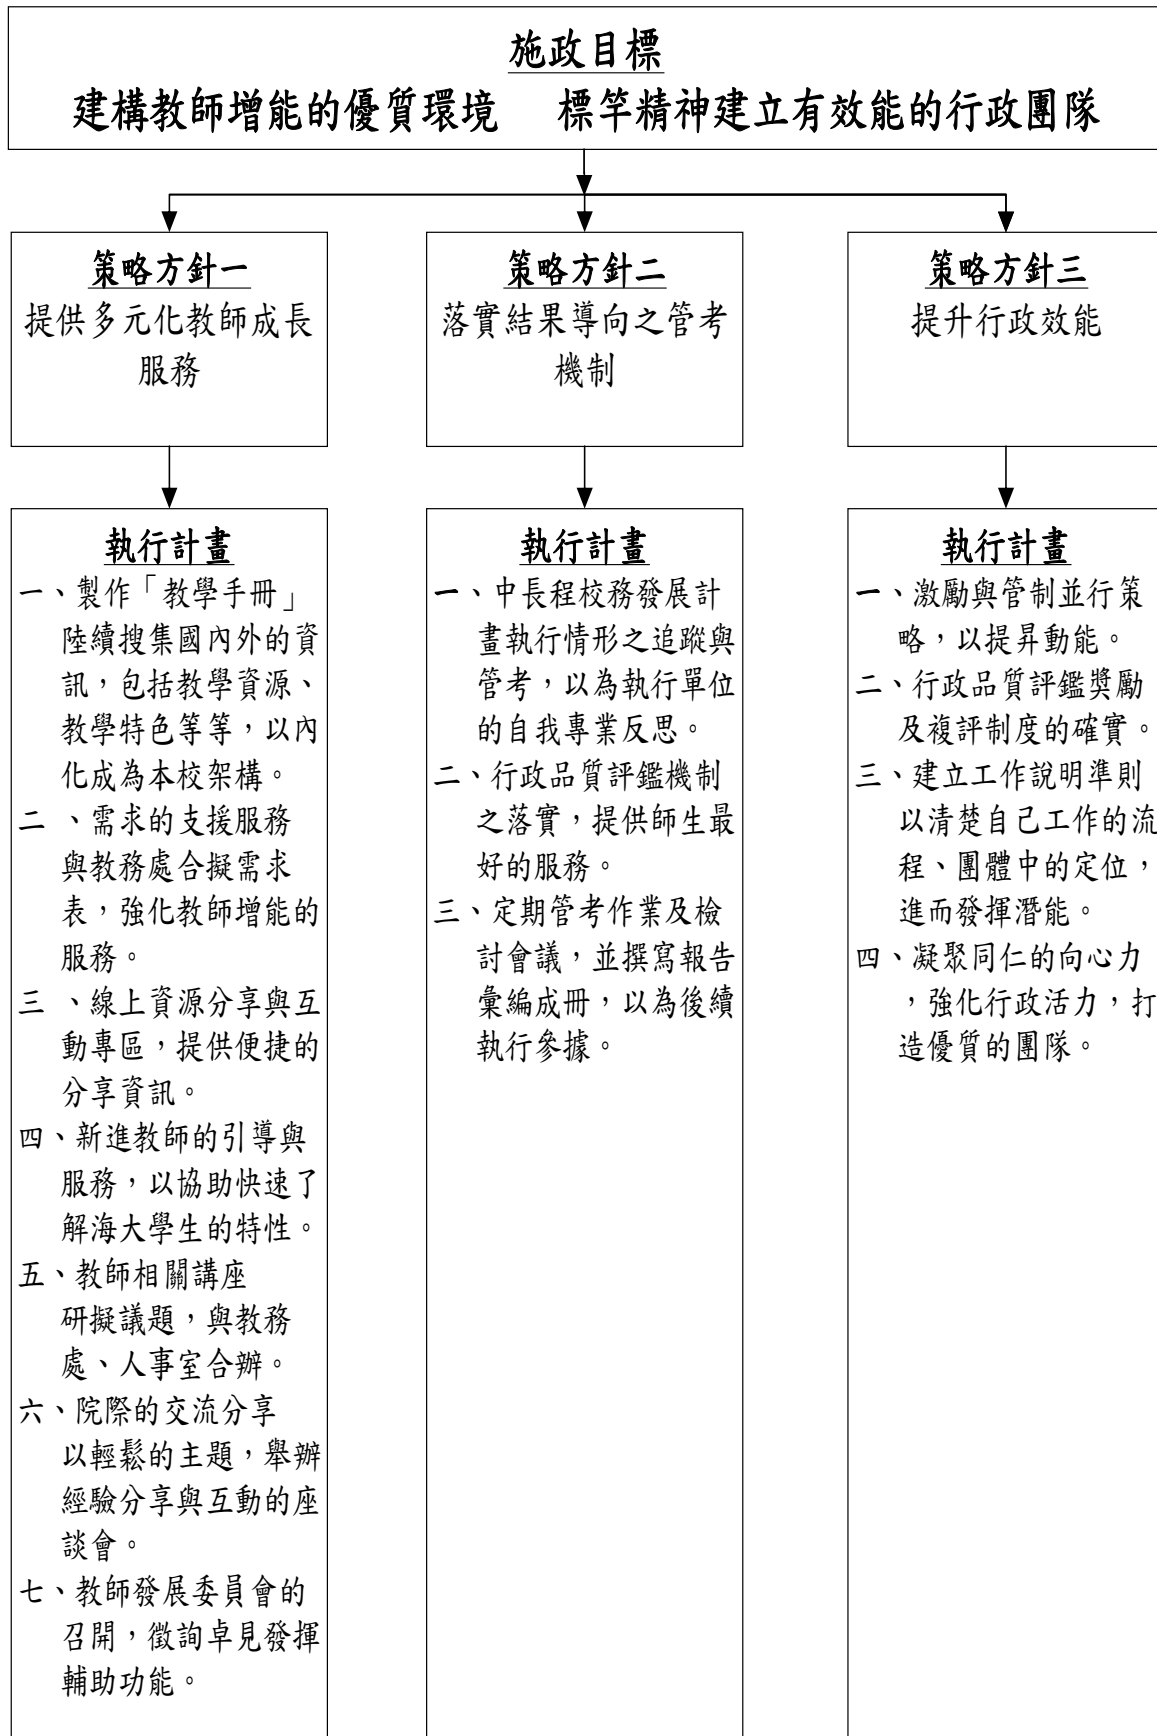 施政目標
建構教師增能的優質環境　標竿精神建立有效能的行政團隊
策略方針一
提供多元化教師成長
服務
策略方針二
落實結果導向之管考
機制
策略方針三
提升行政效能
執行計畫
一、製作「教學手冊」
陸續搜集國內外的資
訊，包括教學資源、
教學特色等等，以內
化成為本校架構。
二 、需求的支援服務
與教務處合擬需求
表，強化教師增能的
服務。
三 、線上資源分享與互
動專區，提供便捷的
分享資訊。
四、新進教師的引導與
服務，以協助快速了
解海大學生的特性。
五、教師相關講座
研擬議題，與教務
處、人事室合辦。
六、院際的交流分享
以輕鬆的主題，舉辦
經驗分享與互動的座
談會。
七、教師發展委員會的
召開，徵詢卓見發揮
輔助功能。
執行計畫
一、中長程校務發展計
畫執行情形之追蹤與
管考，以為執行單位
的自我專業反思。
二、行政品質評鑑機制
之落實，提供師生最
好的服務。
三、定期管考作業及檢
討會議，並撰寫報告
彙編成冊，以為後續
執行參據。
執行計畫
一、激勵與管制並行策
略，以提昇動能。
二、行政品質評鑑獎勵
及複評制度的確實。
三、建立工作說明準則
以清楚自己工作的流
程、團體中的定位，
進而發揮潛能。
四、凝聚同仁的向心力
，強化行政活力，打
造優質的團隊。